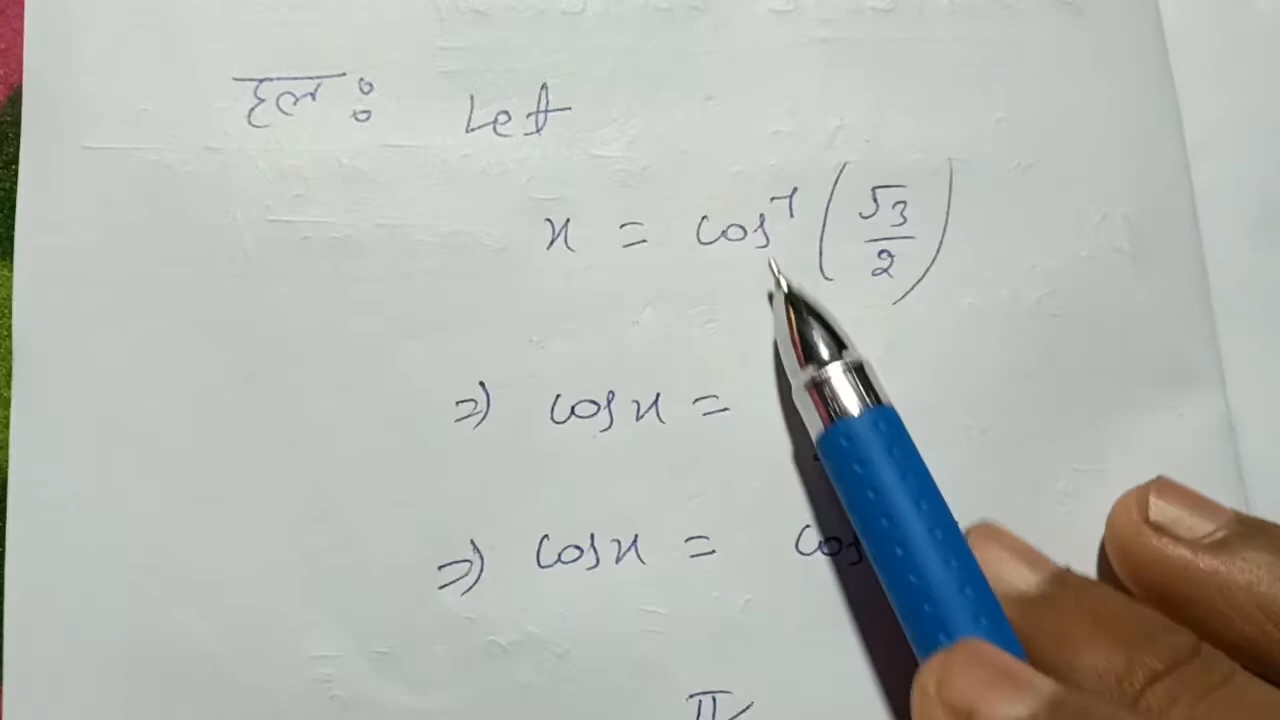 हल : Let
x = cos⁻¹ (√3/2)
⇒ cos x =
⇒ cos x = cos
π